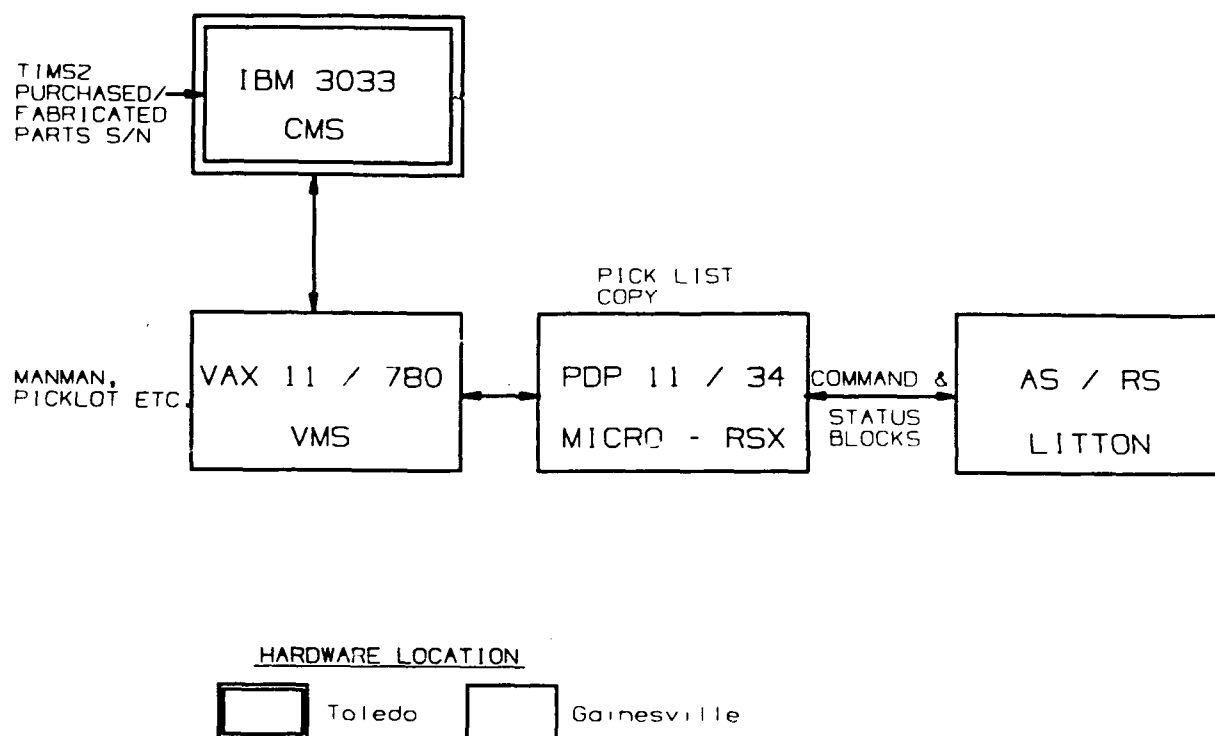 TIMS2
PURCHASED/
FABRICATED
PARTS S/N
IBM 3033
CMS
PICK LIST
COPY
MANMAN,
PICKLOT ETC.
VAX 11 / 780
VMS
PDP 11 / 34
MICRO - RSX
COMMAND &
STATUS
BLOCKS
AS / RS
LITTON
HARDWARE LOCATION
Toledo
Gainesville